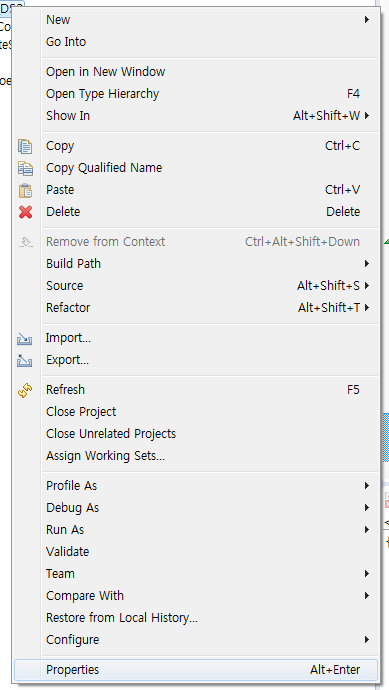 New
Go Into
Open in New Window
Open Type Hierarchy F4
Show In Alt+Shift+W
Copy Ctrl+C
Copy Qualified Name
Paste Ctrl+V
Delete Delete
Remove from Context Ctrl+Alt+Shift+Down
Build Path
Source Alt+Shift+S
Refactor Alt+Shift+T
Import...
Export...
Refresh F5
Close Project
Close Unrelated Projects
Assign Working Sets...
Profile As
Debug As
Run As
Validate
Team
Compare With
Restore from Local History...
Configure
Properties Alt+Enter